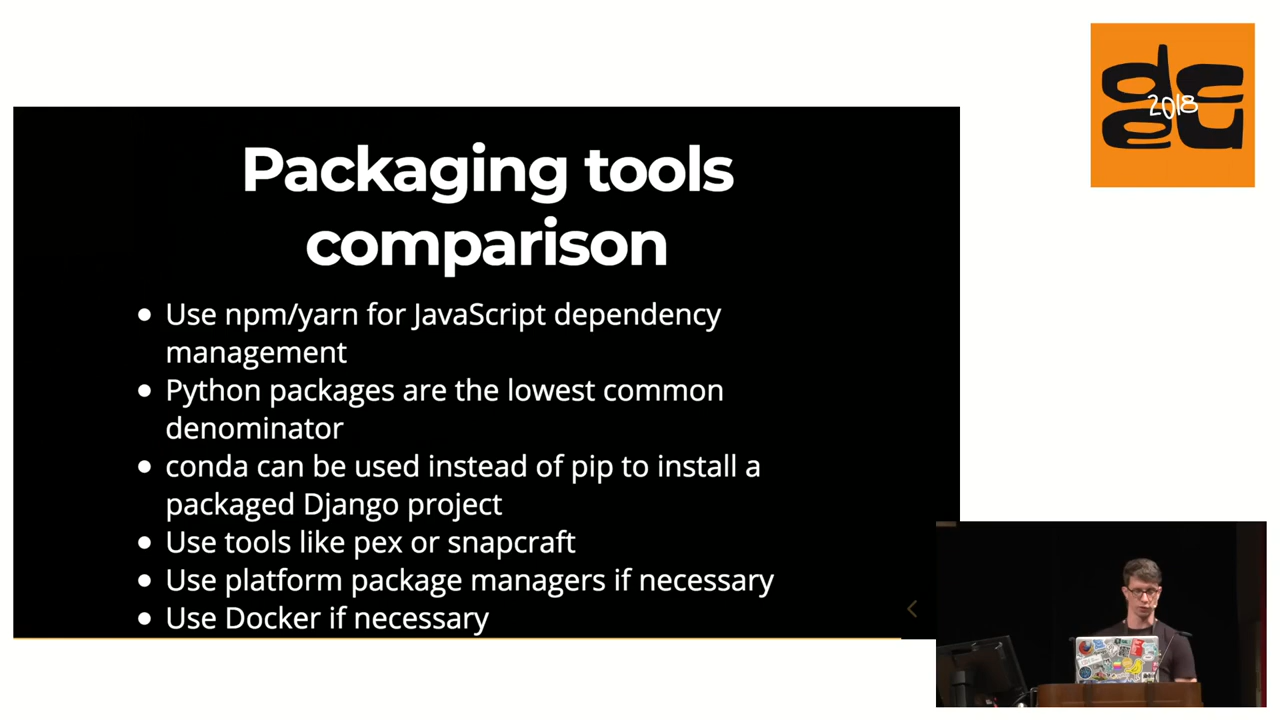 dc
2018
eu
Packaging tools
comparison
Use npm/yarn for JavaScript dependency
management
Python packages are the lowest common
denominator
conda can be used instead of pip to install a
packaged Django project
Use tools like pex or snapcraft
Use platform package managers if necessary
Use Docker if necessary